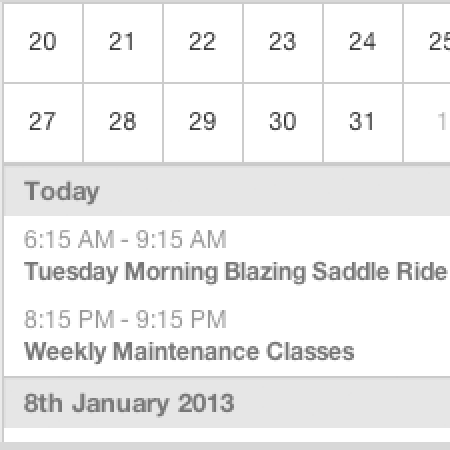 20 21 22 23 24 25
27 28 29 30 31 1
Today
6:15 AM - 9:15 AM
Tuesday Morning Blazing Saddle Ride
8:15 PM - 9:15 PM
Weekly Maintenance Classes
8th January 2013